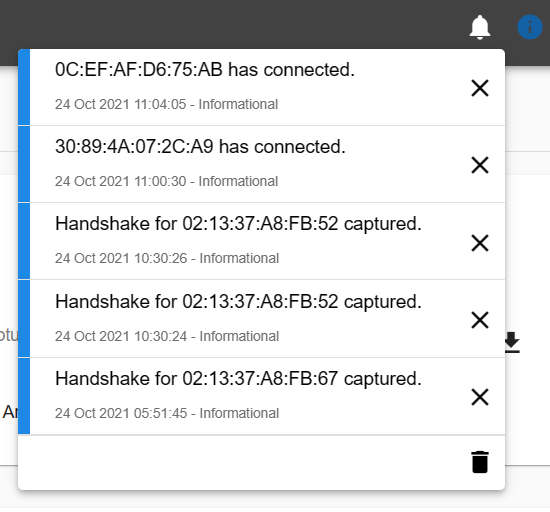 0C:EF:AF:D6:75:AB has connected.
24 Oct 2021 11:04:05 - Informational
30:89:4A:07:2C:A9 has connected.
24 Oct 2021 11:00:30 - Informational
Handshake for 02:13:37:A8:FB:52 captured.
24 Oct 2021 10:30:26 - Informational
Handshake for 02:13:37:A8:FB:52 captured.
24 Oct 2021 10:30:24 - Informational
Handshake for 02:13:37:A8:FB:67 captured.
24 Oct 2021 05:51:45 - Informational